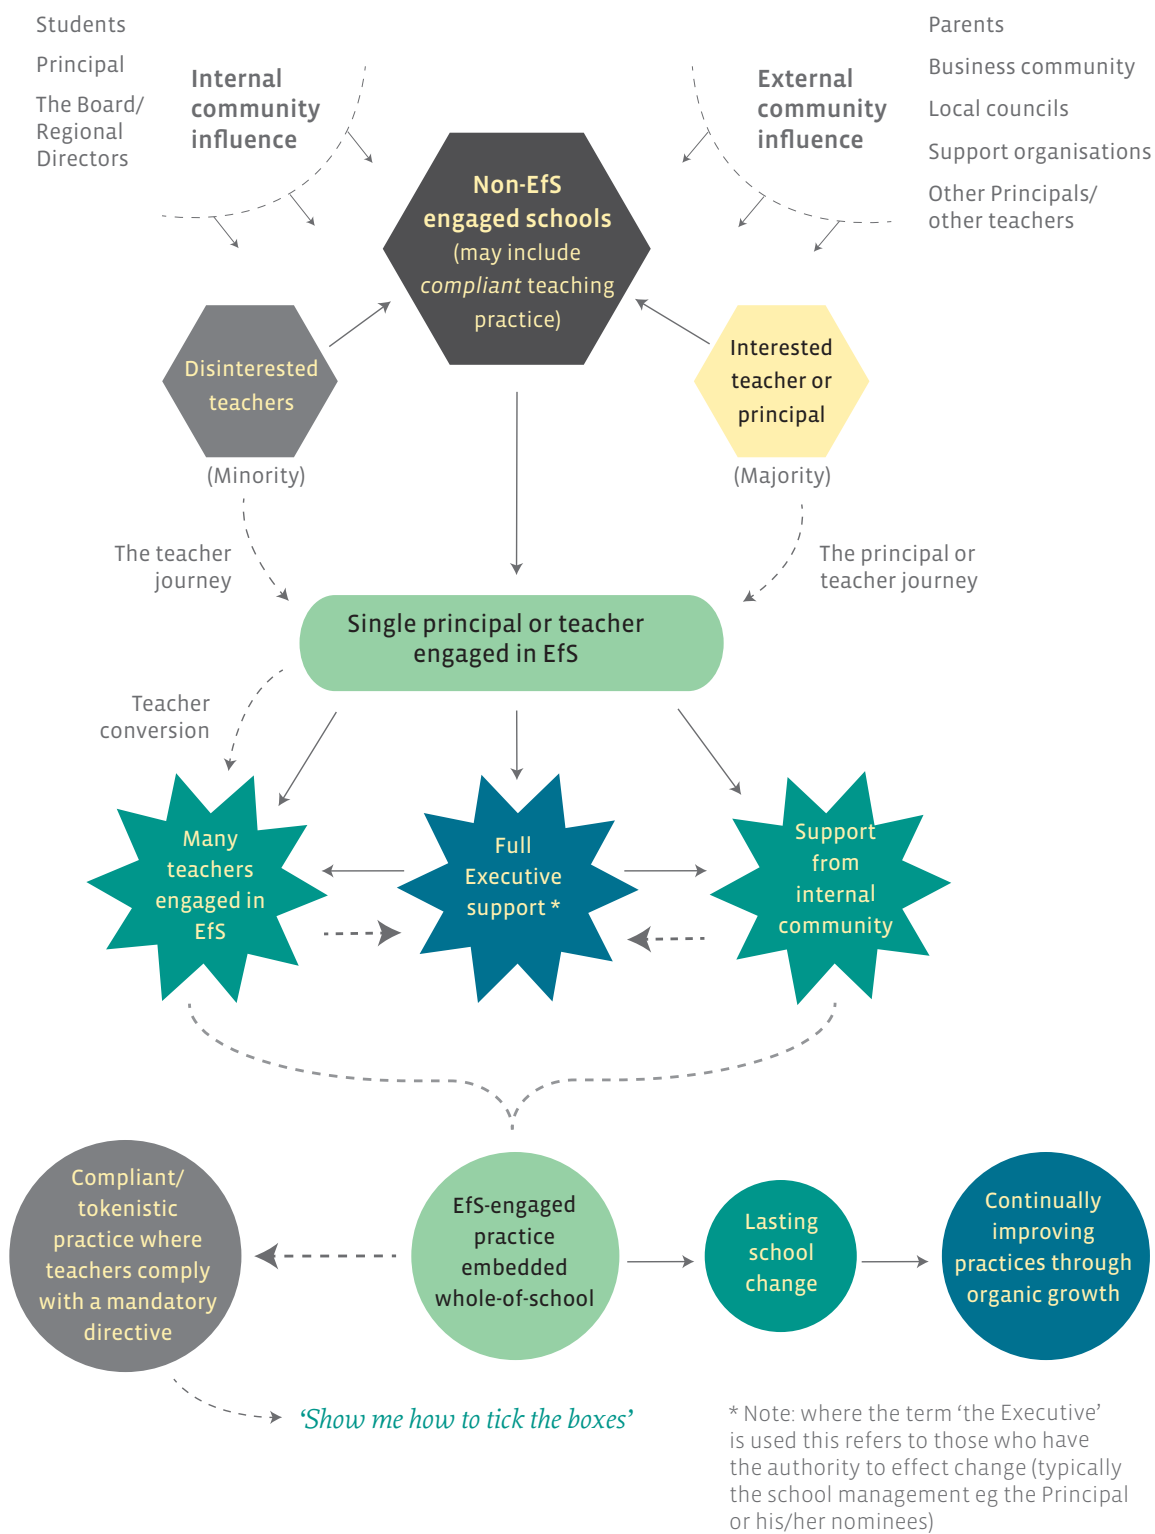 Students
Principal
The Board/
Regional
Directors
Internal
community
influence
External
community
influence
Parents
Business community
Local councils
Support organisations
Other Principals/
other teachers
Non-EfS
engaged schools
(may include
compliant teaching
practice)
Disinterested
teachers
(Minority)
Interested
teacher or
principal
(Majority)
The teacher
journey
The principal or
teacher journey
Single principal or teacher
engaged in EfS
Teacher
conversion
Many
teachers
engaged in
EfS
Full
Executive
support *
Support
from
internal
community
Compliant/
tokenistic
practice where
teachers comply
with a mandatory
directive
EfS-engaged
practice
embedded
whole-of-school
Lasting
school
change
Continually
improving
practices through
organic growth
‘Show me how to tick the boxes’
* Note: where the term ‘the Executive’
is used this refers to those who have
the authority to effect change (typically
the school management eg the Principal
or his/her nominees)